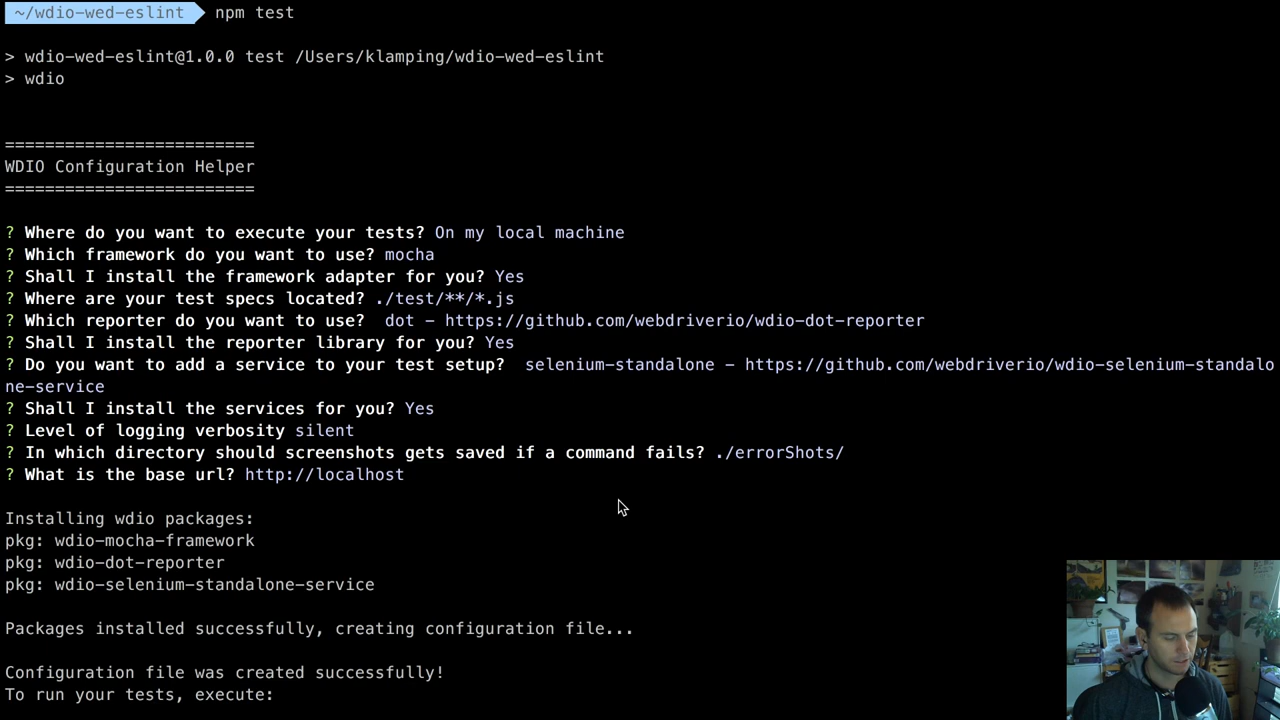 ~/wdio-wed-eslint npm test
> wdio-wed-eslint@1.0.0 test /Users/klamping/wdio-wed-eslint
> wdio
=========================
WDIO Configuration Helper
=========================
? Where do you want to execute your tests? On my local machine
? Which framework do you want to use? mocha
? Shall I install the framework adapter for you? Yes
? Where are your test specs located? ./test/**/*.js
? Which reporter do you want to use?  dot - https://github.com/webdriverio/wdio-dot-reporter
? Shall I install the reporter library for you? Yes
? Do you want to add a service to your test setup?  selenium-standalone - https://github.com/webdriverio/wdio-selenium-standalo
ne-service
? Shall I install the services for you? Yes
? Level of logging verbosity silent
? In which directory should screenshots gets saved if a command fails? ./errorShots/
? What is the base url? http://localhost
Installing wdio packages:
pkg: wdio-mocha-framework
pkg: wdio-dot-reporter
pkg: wdio-selenium-standalone-service
Packages installed successfully, creating configuration file...
Configuration file was created successfully!
To run your tests, execute: